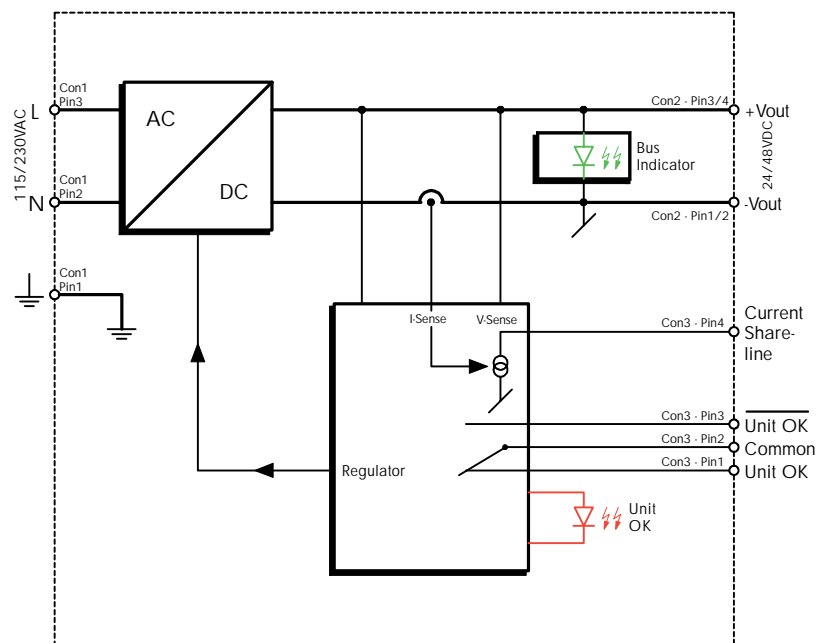 Con1
Pin3
L
AC
DC
115/230VAC
Con1
Pin2
N
Con1
Pin1
Con2 - Pin3/4
+Vout
24/48VDC
Bus
Indicator
-Vout
Con2 - Pin1/2
I-Sense
V-Sense
Con3 - Pin4
Current
Share-
line
Con3 - Pin3
Unit OK
Con3 - Pin2
Common
Con3 - Pin1
Unit OK
Regulator
Unit
OK